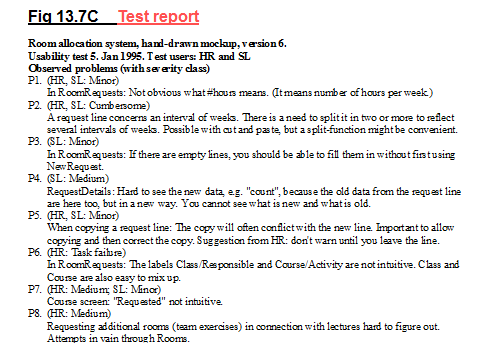 Fig 13.7C Test report
Room allocation system, hand-drawn mockup, version 6.
Usability test 5. Jan 1995. Test users: HR and SL
Observed problems (with severity class)
P1. (HR, SL: Minor)
In RoomRequests: Not obvious what #hours means. (It means number of hours per week.)
P2. (HR, SL: Cumbersome)
A request line concerns an interval of weeks. There is a need to split it in two or more to reflect
several intervals of weeks. Possible with cut and paste, but a split-function might be convenient.
P3. (SL: Minor)
In RoomRequests: If there are empty lines, you should be able to fill them in without first using
NewRequest.
P4. (SL: Medium)
RequestDetails: Hard to see the new data, e.g. "count", because the old data from the request line
are here too, but in a new way. You cannot see what is new and what is old.
P5. (HR, SL: Minor)
When copying a request line: The copy will often conflict with the new line. Important to allow
copying and then correct the copy. Suggestion from HR: don't warn until you leave the line.
P6. (HR: Task failure)
In RoomRequests: The labels Class/Responsible and Course/Activity are not intuitive. Class and
Course are also easy to mix up.
P7. (HR: Medium; SL: Minor)
Course screen: "Requested" not intuitive.
P8. (HR: Medium)
Requesting additional rooms (team exercises) in connection with lectures hard to figure out.
Attempts in vain through Rooms.